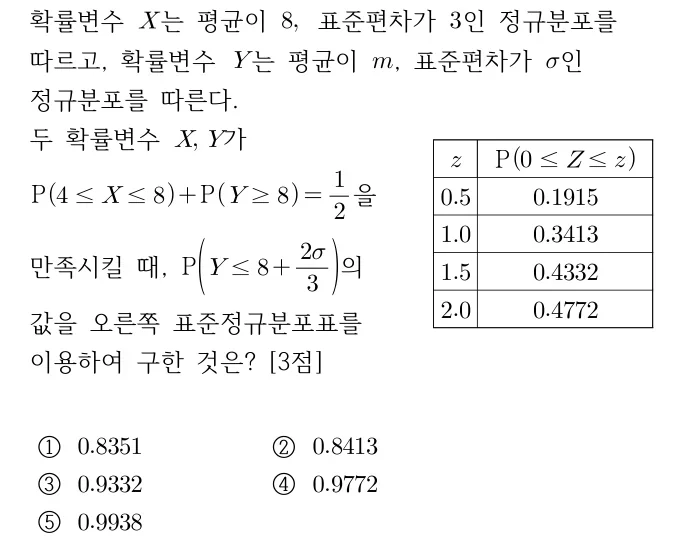 확률변수 X는 평균이 8, 표준편차가 3인 정규분포를
따르고, 확률변수 Y는 평균이 m, 표준편차가 σ인
정규분포를 따른다.
두 확률변수 X, Y가
P(4 ≤ X ≤ 8)+P(Y ≥ 8)=1/2을
만족시킬 때, P(Y ≤ 8+2σ/3)의
값을 오른쪽 표준정규분포표를
이용하여 구한 것은? [3점]
z P(0 ≤ Z ≤ z)
0.5 0.1915
1.0 0.3413
1.5 0.4332
2.0 0.4772
① 0.8351 ② 0.8413
③ 0.9332 ④ 0.9772
⑤ 0.9938